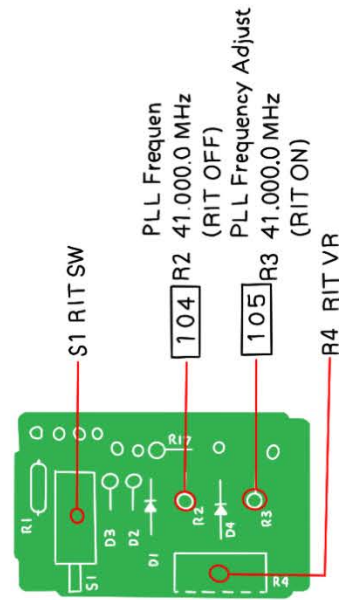 S1 RIT SW
PLL Frequen
104 R2 41.000.0 MHz
(RIT OFF)
PLL Frequency Adjust
105 R3 41.000.0 MHz
(RIT ON)
R4 RIT VR
R1
S1
D3
D2
D1
R17
R2
D4
R3
R4